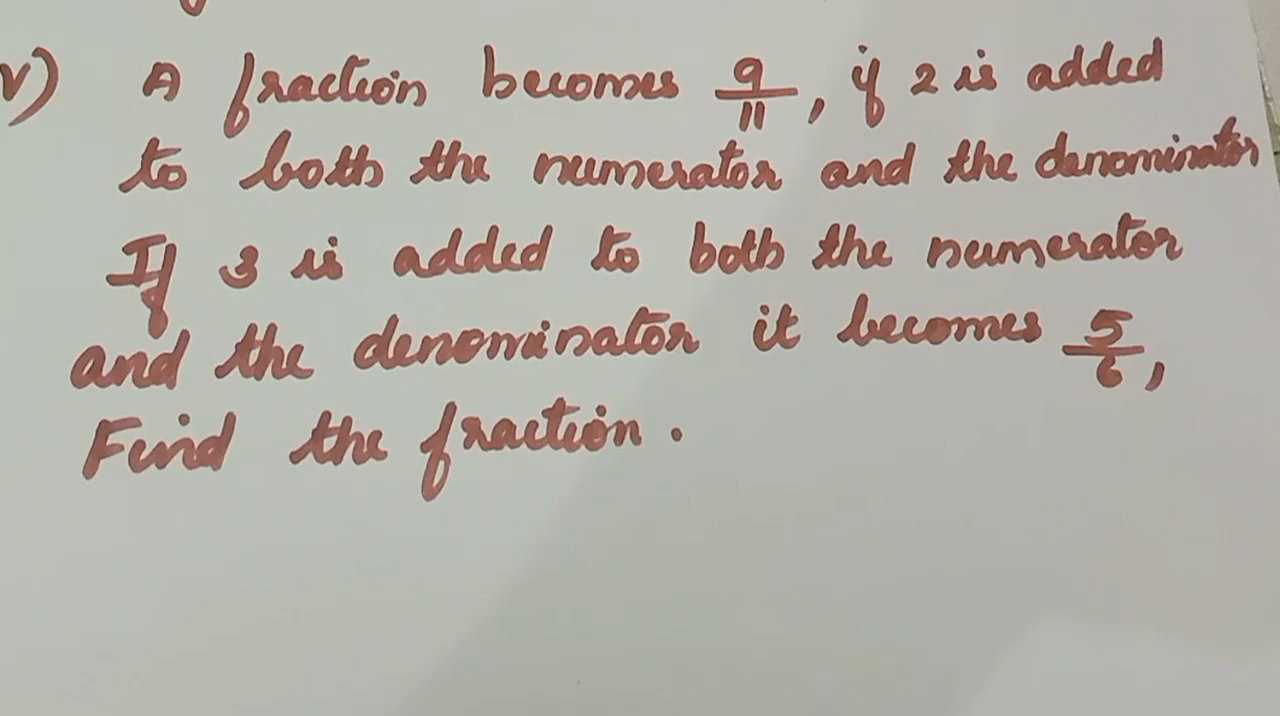 v) A fraction becomes 9/11, if 2 is added
to both the numerator and the denominator
If 3 is added to both the numerator
and the denominator it becomes 5/6,
Find the fraction.